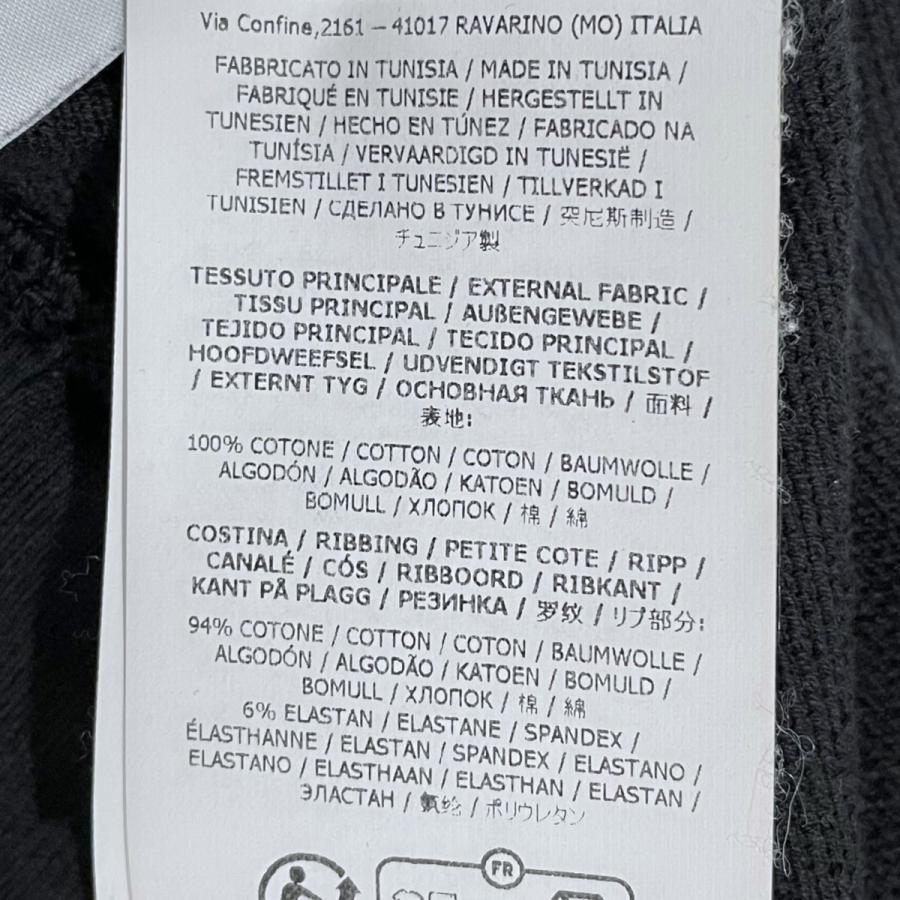 Via Confine,2161 – 41017 RAVARINO (MO) ITALIA
FABBRICATO IN TUNISIA / MADE IN TUNISIA /
FABRIQUÉ EN TUNISIE / HERGESTELLT IN
TUNESIEN / HECHO EN TÚNEZ / FABRICADO NA
TUNÍSIA / VERVAARDIGD IN TUNESIË /
FREMSTILLET I TUNESIEN / TILLVERKAD I
TUNISIEN / СДЕЛАНО В ТУНИСЕ / 突尼斯制造 /
チュニジア製
TESSUTO PRINCIPALE / EXTERNAL FABRIC /
TISSU PRINCIPAL / AUßENGEWEBE /
TEJIDO PRINCIPAL / TECIDO PRINCIPAL /
HOOFDWEEFSEL / UDVENDIGT TEKSTILSTOF
/ EXTERNT TYG / ОСНОВНАЯ ТКАНЬ / 面料 /
表地:
100% COTONE / COTTON / COTON / BAUMWOLLE /
ALGODÓN / ALGODÃO / KATOEN / BOMULD /
BOMULL / ХЛОПОК / 棉 / 綿
COSTINA / RIBBING / PETITE COTE / RIPP /
CANALÉ / CÓS / RIBBOORD / RIBKANT /
KANT PÅ PLAGG / РЕЗИНКА / 罗纹 / リブ部分:
94% COTONE / COTTON / COTON / BAUMWOLLE /
ALGODÓN / ALGODÃO / KATOEN / BOMULD /
BOMULL / ХЛОПОК / 棉 / 綿
6% ELASTAN / ELASTANE / SPANDEX /
ÉLASTHANNE / ELASTAN / SPANDEX / ELASTANO /
ELASTANO / ELASTHAAN / ELASTHAN / ELASTAN /
ЭЛАСТАН / 氨纶 / ポリウレタン
FR